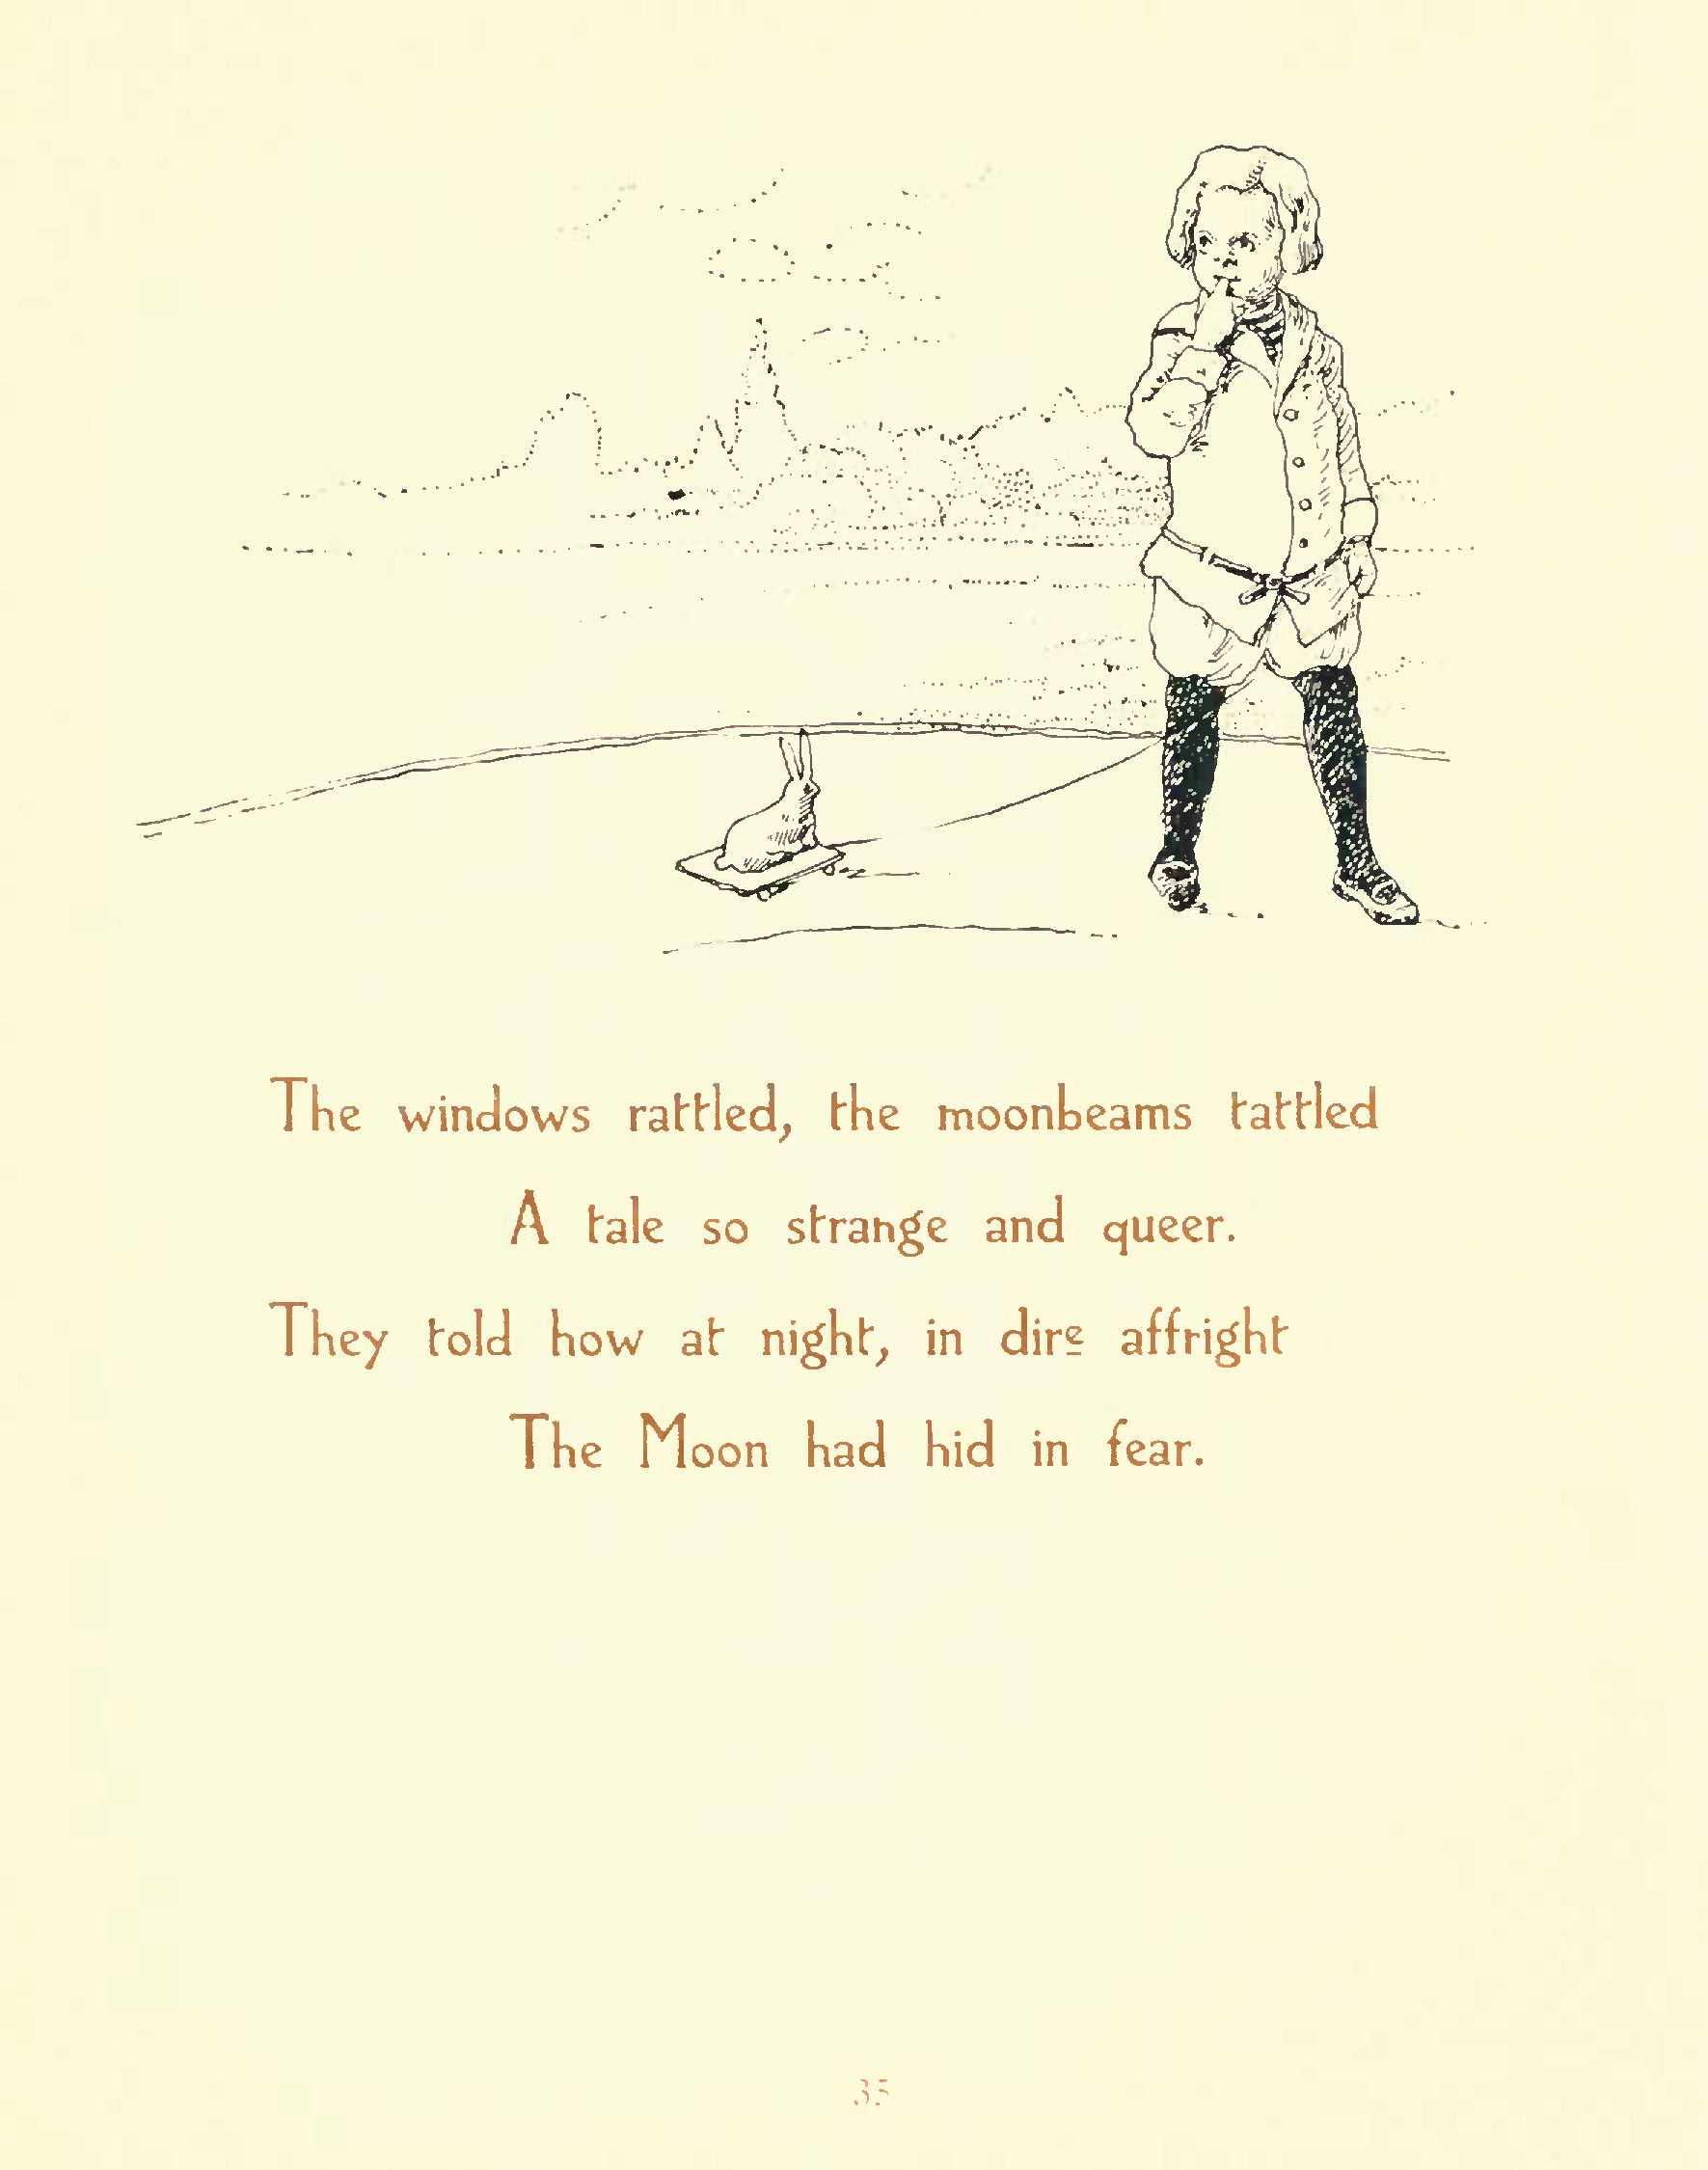 The windows rattled, the moonbeams tattled
A tale so strange and queer.
They told how at night, in dire affright
The Moon had hid in fear.
35